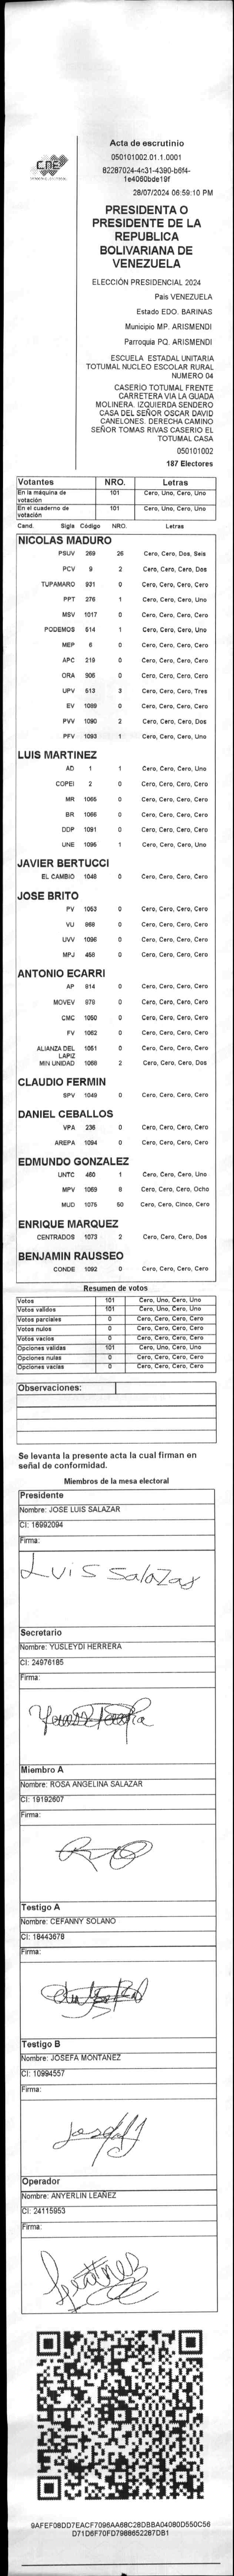 CNE
Acta de escrutinio
050101002.01.1.0001
82287024-4c31-4390-b6f4-
1e4060bde19f
28/07/2024 06:59:10 PM
PRESIDENTA O
PRESIDENTE DE LA
REPUBLICA
BOLIVARIANA DE
VENEZUELA
ELECCIÓN PRESIDENCIAL 2024
Pais VENEZUELA
Estado EDO. BARINAS
Municipio MP. ARISMENDI
Parroquia PQ. ARISMENDI
ESCUELA ESTADAL UNITARIA
TOTUMAL NUCLEO ESCOLAR RURAL
NUMERO 04
CASERÍO TOTUMAL FRENTE
CARRETERA VIA LA GUADA
MOLINERA. IZQUIERDA SENDERO
CASA DEL SEÑOR OSCAR DAVID
CANELONES. DERECHA CAMINO
SEÑOR TOMAS RIVAS CASERIO EL
TOTUMAL CASA
050101002
187 Electores
Votantes NRO. Letras
En la máquina de votación 101 Cero, Uno, Cero, Uno
En el cuaderno de votación 101 Cero, Uno, Cero, Uno
Cand. Sigla Código NRO. Letras
NICOLAS MADURO
PSUV 269 26 Cero, Cero, Dos, Seis
PCV 9 2 Cero, Cero, Cero, Dos
TUPAMARO 931 0 Cero, Cero, Cero, Cero
PPT 276 1 Cero, Cero, Cero, Uno
MSV 1017 0 Cero, Cero, Cero, Cero
PODEMOS 514 1 Cero, Cero, Cero, Uno
MEP 6 0 Cero, Cero, Cero, Cero
APC 219 0 Cero, Cero, Cero, Cero
ORA 906 0 Cero, Cero, Cero, Cero
UPV 513 3 Cero, Cero, Cero, Tres
EV 1089 0 Cero, Cero, Cero, Cero
PVV 1090 2 Cero, Cero, Cero, Dos
PFV 1093 1 Cero, Cero, Cero, Uno
LUIS MARTINEZ
AD 1 1 Cero, Cero, Cero, Uno
COPEI 2 0 Cero, Cero, Cero, Cero
MR 1065 0 Cero, Cero, Cero, Cero
BR 1066 0 Cero, Cero, Cero, Cero
DDP 1091 0 Cero, Cero, Cero, Cero
UNE 1095 1 Cero, Cero, Cero, Uno
JAVIER BERTUCCI
EL CAMBIO 1048 0 Cero, Cero, Cero, Cero
JOSE BRITO
PV 1053 0 Cero, Cero, Cero, Cero
VU 868 0 Cero, Cero, Cero, Cero
UVV 1096 0 Cero, Cero, Cero, Cero
MPJ 458 0 Cero, Cero, Cero, Cero
ANTONIO ECARRI
AP 814 0 Cero, Cero, Cero, Cero
MOVEV 979 0 Cero, Cero, Cero, Cero
CMC 1050 0 Cero, Cero, Cero, Cero
FV 1062 0 Cero, Cero, Cero, Cero
ALIANZA DEL LAPIZ 1051 0 Cero, Cero, Cero, Cero
MIN UNIDAD 1068 2 Cero, Cero, Cero, Dos
CLAUDIO FERMIN
SPV 1049 0 Cero, Cero, Cero, Cero
DANIEL CEBALLOS
VPA 236 0 Cero, Cero, Cero, Cero
AREPA 1094 0 Cero, Cero, Cero, Cero
EDMUNDO GONZALEZ
UNTC 460 1 Cero, Cero, Cero, Uno
MPV 1069 8 Cero, Cero, Cero, Ocho
MUD 1075 50 Cero, Cero, Cinco, Cero
ENRIQUE MARQUEZ
CENTRADOS 1073 2 Cero, Cero, Cero, Dos
BENJAMIN RAUSSEO
CONDE 1092 0 Cero, Cero, Cero, Cero
Resumen de votos
Votos 101 Cero, Uno, Cero, Uno
Votos validos 101 Cero, Uno, Cero, Uno
Votos parciales 0 Cero, Cero, Cero, Cero
Votos nulos 0 Cero, Cero, Cero, Cero
Votos vacios 0 Cero, Cero, Cero, Cero
Opciones validas 101 Cero, Uno, Cero, Uno
Opciones nulas 0 Cero, Cero, Cero, Cero
Opciones vacias 0 Cero, Cero, Cero, Cero
Observaciones:
Se levanta la presente acta la cual firman en
señal de conformidad.
Miembros de la mesa electoral
Presidente
Nombre: JOSE LUIS SALAZAR
CI: 16992094
Firma:
Luis Salazar
Secretario
Nombre: YUSLEYDI HERRERA
CI: 24976185
Firma:
Miembro A
Nombre: ROSA ANGELINA SALAZAR
CI: 19192607
Firma:
Testigo A
Nombre: CEFANNY SOLANO
CI: 18443678
Firma:
Testigo B
Nombre: JOSEFA MONTAÑEZ
CI: 10994557
Firma:
Operador
Nombre: ANYERLIN LEAÑEZ
CI: 24115953
Firma:
9AFEF08DD7EACF7096AA68C28DBBA04080D550C56
D71D6F70FD7988652287DB1